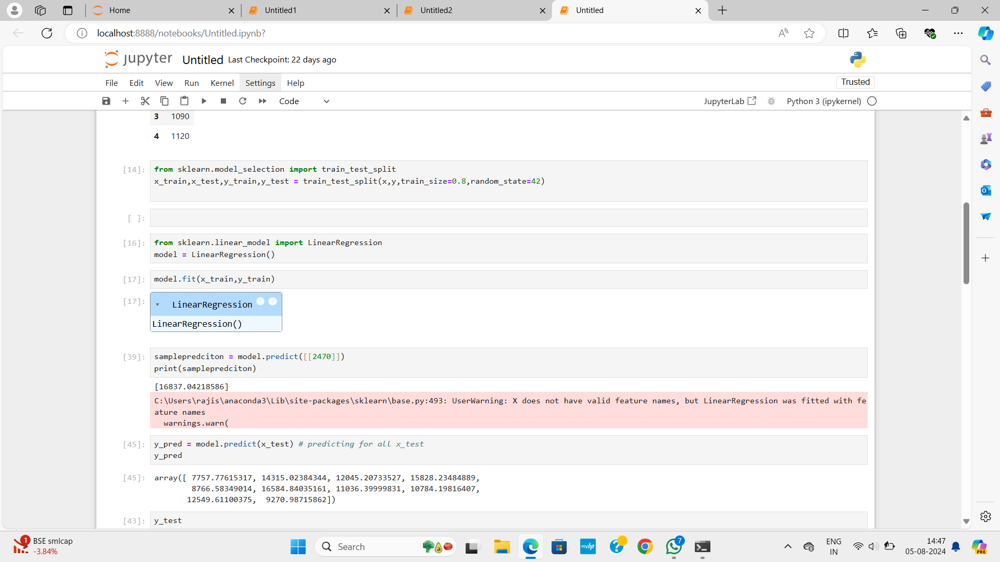 Home
Untitled1
Untitled2
Untitled
localhost:8888/notebooks/Untitled.ipynb?
jupyter Untitled Last Checkpoint: 22 days ago
File Edit View Run Kernel Settings Help
Trusted
Code
JupyterLab
Python 3 (ipykernel)
3 1090
4 1120
[14]:
from sklearn.model_selection import train_test_split
x_train,x_test,y_train,y_test = train_test_split(x,y,train_size=0.8,random_state=42)
[ ]:
[16]:
from sklearn.linear_model import LinearRegression
model = LinearRegression()
[17]:
model.fit(x_train,y_train)
[17]:
LinearRegression i ?
LinearRegression()
[39]:
samplepredciton = model.predict([[2470]])
print(samplepredciton)
[16837.04218586]
C:\Users\rajis\anaconda3\Lib\site-packages\sklearn\base.py:493: UserWarning: X does not have valid feature names, but LinearRegression was fitted with fe
ature names
warnings.warn(
[45]:
y_pred = model.predict(x_test) # predicting for all x_test
y_pred
[45]:
array([ 7757.77615317, 14315.02384344, 12045.20733527, 15828.23484889,
8766.58349014, 16584.84035161, 11036.39999831, 10784.19816407,
12549.61100375, 9270.98715862])
[43]:
y_test
1
BSE smlcap
-3.84%
Search
myhp
7
ENG
IN
14:47
05-08-2024
PRE